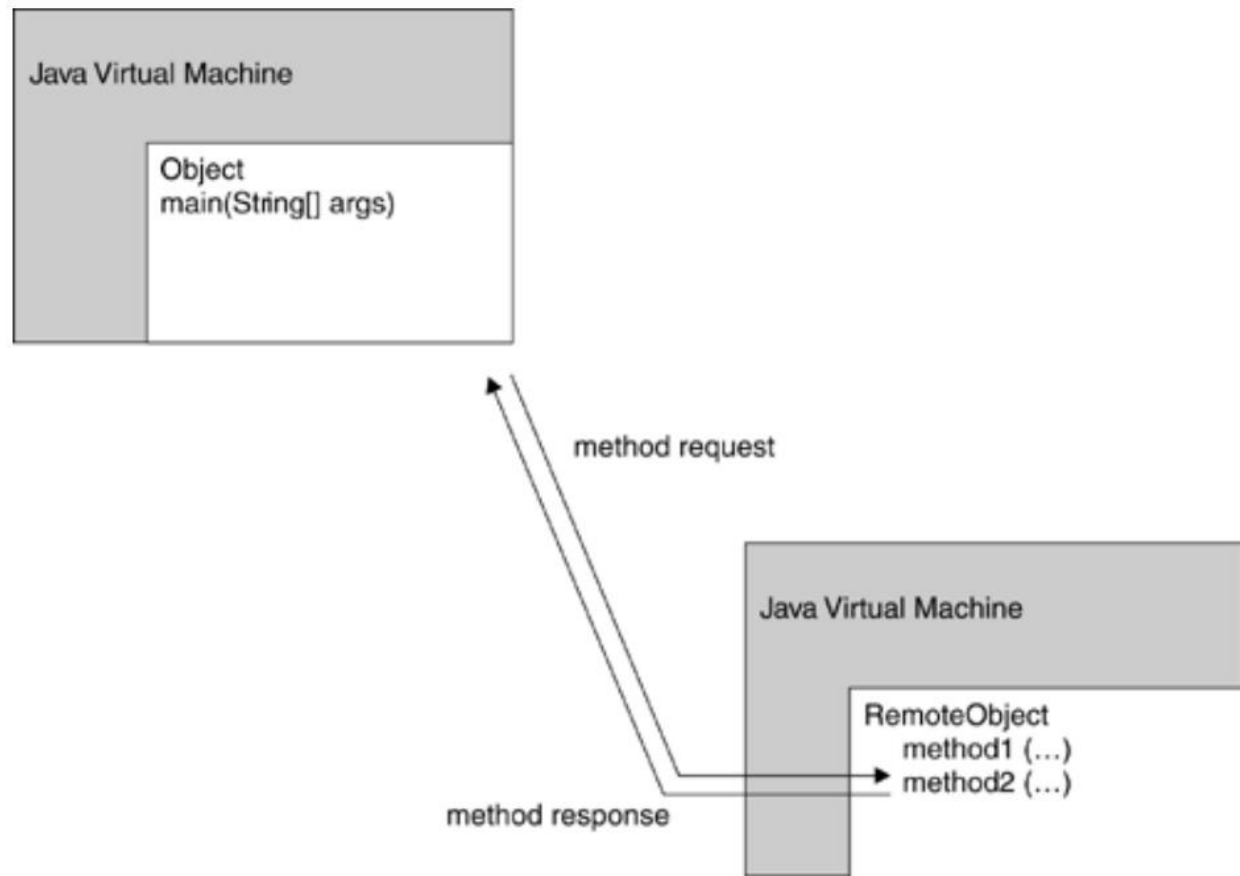 Java Virtual Machine
Object
main(String[] args)
method request
Java Virtual Machine
RemoteObject
method1 (...)
method2 (...)
method response